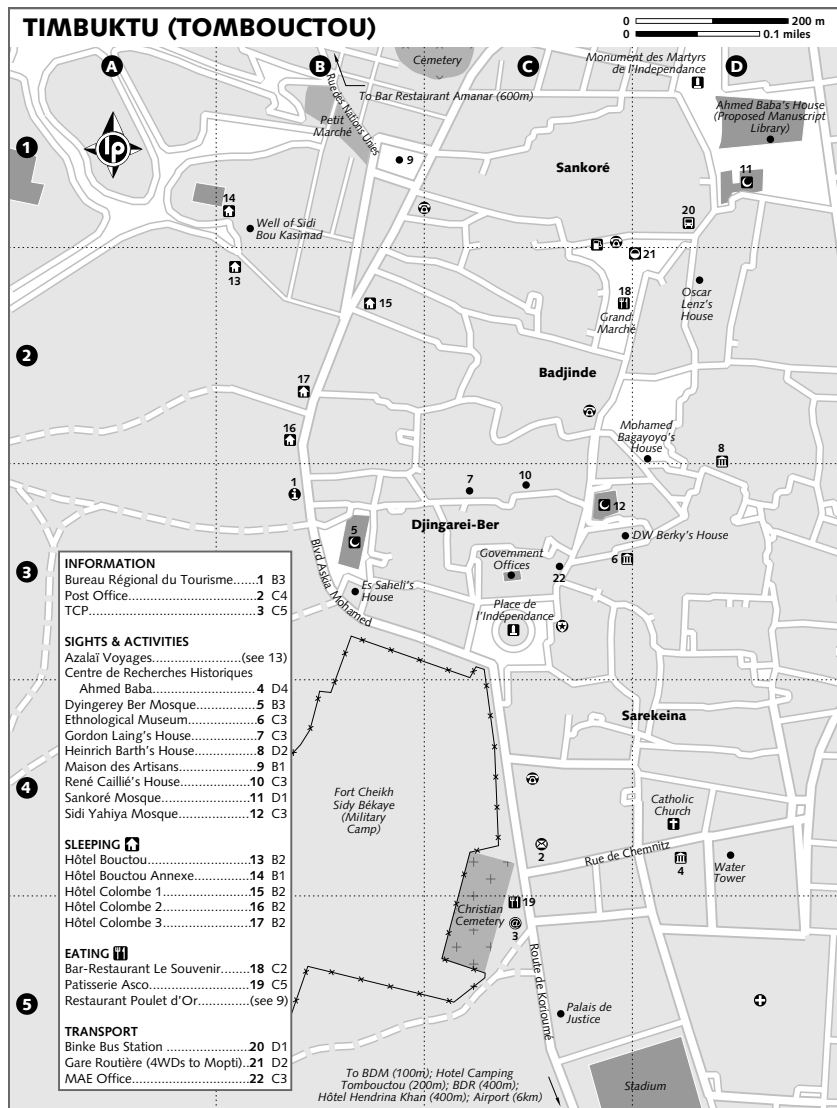 TIMBUKTU (TOMBOUCTOU)
0 200 m
0 0.1 miles
A
B
C
D
Cemetery
Monument des Martyrs
de l'Independance
Rue des Nations Unies
To Bar Restaurant Amanar (600m)
Ahmed Baba's House
(Proposed Manuscript
Library)
Petit
Marché
1
lp
9
Sankoré
11
14
Well of Sidi
Bou Kasimad
20
21
13
18
Grand
Marché
Oscar
Lenz's
House
15
2
Badjinde
17
16
Mohamed
Bagayoyo's
House
8
1
7
10
12
Djingarei-Ber
5
DW Berky's House
3
Government
Offices
22
6
Blvd Askia Mohamed
Es Saheli's
House
Place de
l'Indépendance
INFORMATION
Bureau Régional du Tourisme......1 B3
Post Office..............................2 C4
TCP........................................3 C5
SIGHTS & ACTIVITIES
Azalaï Voyages.....................(see 13)
Centre de Recherches Historiques
Ahmed Baba........................4 D4
Dyingerey Ber Mosque..............5 B3
Ethnological Museum................6 C3
Gordon Laing's House...............7 C3
Heinrich Barth's House..............8 D2
Maison des Artisans..................9 B1
René Caillié's House................10 C3
Sankoré Mosque.....................11 D1
Sidi Yahiya Mosque.................12 C3
SLEEPING
Hôtel Bouctou........................13 B2
Hôtel Bouctou Annexe.............14 B1
Hôtel Colombe 1.....................15 B2
Hôtel Colombe 2.....................16 B2
Hôtel Colombe 3.....................17 B2
EATING
Bar-Restaurant Le Souvenir.......18 C2
Patisserie Asco.......................19 C5
Restaurant Poulet d'Or............(see 9)
TRANSPORT
Binke Bus Station ...................20 D1
Gare Routière (4WDs to Mopti)..21 D2
MAE Office............................22 C3
Sarekeina
4
Fort Cheikh
Sidy Békaye
(Military
Camp)
Catholic
Church
2
Rue de Chemnitz
4
Water
Tower
Christian
Cemetery
19
3
Route de Korioumé
5
Palais de
Justice
To BDM (100m); Hotel Camping
Tombouctou (200m); BDR (400m);
Hôtel Hendrina Khan (400m); Airport (6km)
Stadium